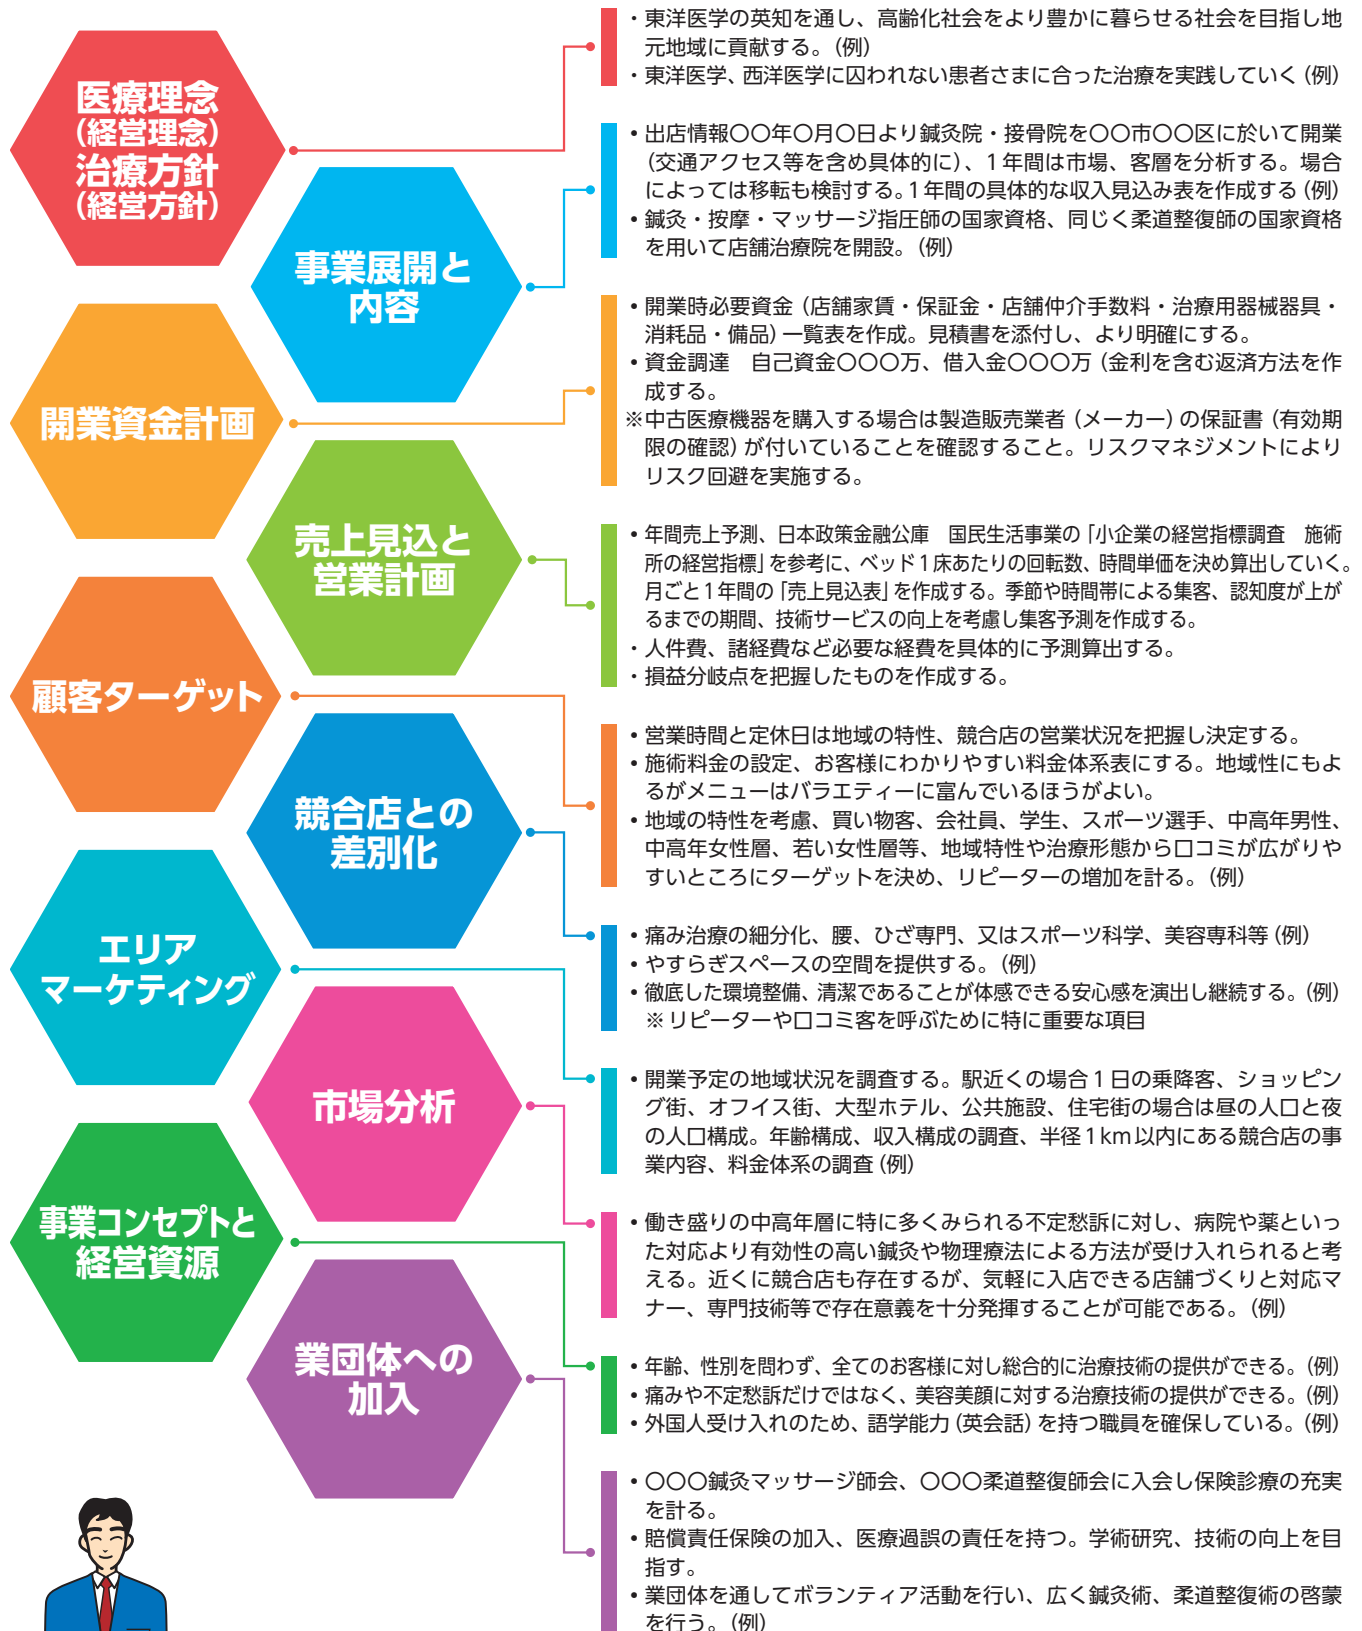 医療理念
(経営理念)
治療方針
(経営方針)
・東洋医学の英知を通し、高齢化社会をより豊かに暮らせる社会を目指し地
元地域に貢献する。(例)
・東洋医学、西洋医学に囚われない患者さまに合った治療を実践していく(例)
事業展開と
内容
•出店情報〇〇年〇月〇日より鍼灸院・接骨院を〇〇市〇〇区に於いて開業
(交通アクセス等を含め具体的に)、1年間は市場、客層を分析する。場合
によっては移転も検討する。1年間の具体的な収入見込み表を作成する(例)
•鍼灸・按摩・マッサージ指圧師の国家資格、同じく柔道整復師の国家資格
を用いて店舗治療院を開設。(例)
開業資金計画
•開業時必要資金(店舗家賃・保証金・店舗仲介手数料・治療用器械器具・
消耗品・備品)一覧表を作成。見積書を添付し、より明確にする。
•資金調達　自己資金〇〇〇万、借入金〇〇〇万(金利を含む返済方法を作
成する。
※中古医療機器を購入する場合は製造販売業者(メーカー)の保証書(有効期
限の確認)が付いていることを確認すること。リスクマネジメントにより
リスク回避を実施する。
売上見込と
営業計画
•年間売上予測、日本政策金融公庫　国民生活事業の「小企業の経営指標調査　施術
所の経営指標」を参考に、ベッド1床あたりの回転数、時間単価を決め算出していく。
月ごと1年間の「売上見込表」を作成する。季節や時間帯による集客、認知度が上が
るまでの期間、技術サービスの向上を考慮し集客予測を作成する。
・人件費、諸経費など必要な経費を具体的に予測算出する。
・損益分岐点を把握したものを作成する。
顧客ターゲット
•営業時間と定休日は地域の特性、競合店の営業状況を把握し決定する。
•施術料金の設定、お客様にわかりやすい料金体系表にする。地域性にもよ
るがメニューはバラエティーに富んでいるほうがよい。
•地域の特性を考慮、買い物客、会社員、学生、スポーツ選手、中高年男性、
中高年女性層、若い女性層等、地域特性や治療形態から口コミが広がりや
すいところにターゲットを決め、リピーターの増加を計る。(例)
競合店との
差別化
•痛み治療の細分化、腰、ひざ専門、又はスポーツ科学、美容専科等(例)
•やすらぎスペースの空間を提供する。(例)
•徹底した環境整備、清潔であることが体感できる安心感を演出し継続する。(例)
※リピーターや口コミ客を呼ぶために特に重要な項目
エリア
マーケティング
•開業予定の地域状況を調査する。駅近くの場合1日の乗降客、ショッピン
グ街、オフイス街、大型ホテル、公共施設、住宅街の場合は昼の人口と夜
の人口構成。年齢構成、収入構成の調査、半径1km以内にある競合店の事
業内容、料金体系の調査(例)
市場分析
•働き盛りの中高年層に特に多くみられる不定愁訴に対し、病院や薬といっ
た対応より有効性の高い鍼灸や物理療法による方法が受け入れられると考
える。近くに競合店も存在するが、気軽に入店できる店舗づくりと対応マ
ナー、専門技術等で存在意義を十分発揮することが可能である。(例)
事業コンセプトと
経営資源
•年齢、性別を問わず、全てのお客様に対し総合的に治療技術の提供ができる。(例)
•痛みや不定愁訴だけではなく、美容美顔に対する治療技術の提供ができる。(例)
•外国人受け入れのため、語学能力(英会話)を持つ職員を確保している。(例)
業団体への
加入
•〇〇〇鍼灸マッサージ師会、〇〇〇柔道整復師会に入会し保険診療の充実
を計る。
•賠償責任保険の加入、医療過誤の責任を持つ。学術研究、技術の向上を目
指す。
•業団体を通してボランティア活動を行い、広く鍼灸術、柔道整復術の啓蒙
を行う。(例)